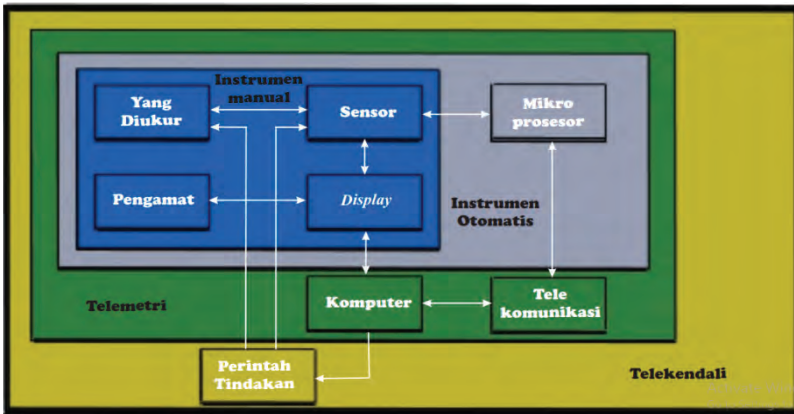 Instrumen
manual
Yang
Diukur
Sensor
Mikro
prosesor
Pengamat
Display
Instrumen
Otomatis
Komputer
Tele
komunikasi
Telemetri
Perintah
Tindakan
Telekendali